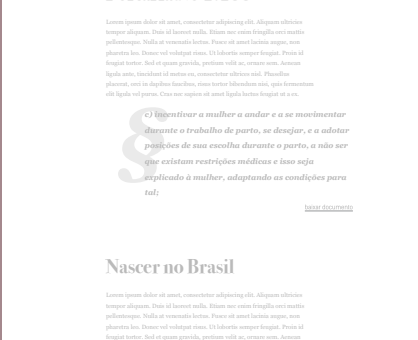 Lorem ipsum dolor sit amet, consectetur adipiscing elit. Aliquam ultricies
tempor aliquam. Duis id laoreet nulla. Etiam nec enim fringilla orci mattis
pellentesque. Nulla at venenatis lectus. Fusce sit amet lacinia augue, non
pharetra leo. Donec vel volutpat risus. Ut lobortis semper feugiat. Proin id
feugiat tortor. Sed et quam gravida, pretium velit ac, ornare sem. Aenean
ligula ante, tincidunt id metus eu, consectetur ultrices nisl. Phasellus
placerat, orci in dapibus faucibus, risus tortor bibendum nisi, quis fermentum
elit ligula vel purus. Cras nec sapien sit amet ligula luctus feugiat ut a ex.
§
e) incentivar a mulher a andar e a se movimentar
durante o trabalho de parto, se desejar, e a adotar
posições de sua escolha durante o parto, a não ser
que existam restrições médicas e isso seja
explicado à mulher, adaptando as condições para
tal;
baixar documento
Nascer no Brasil
Lorem ipsum dolor sit amet, consectetur adipiscing elit. Aliquam ultricies
tempor aliquam. Duis id laoreet nulla. Etiam nec enim fringilla orci mattis
pellentesque. Nulla at venenatis lectus. Fusce sit amet lacinia augue, non
pharetra leo. Donec vel volutpat risus. Ut lobortis semper feugiat. Proin id
feugiat tortor. Sed et quam gravida, pretium velit ac, ornare sem. Aenean